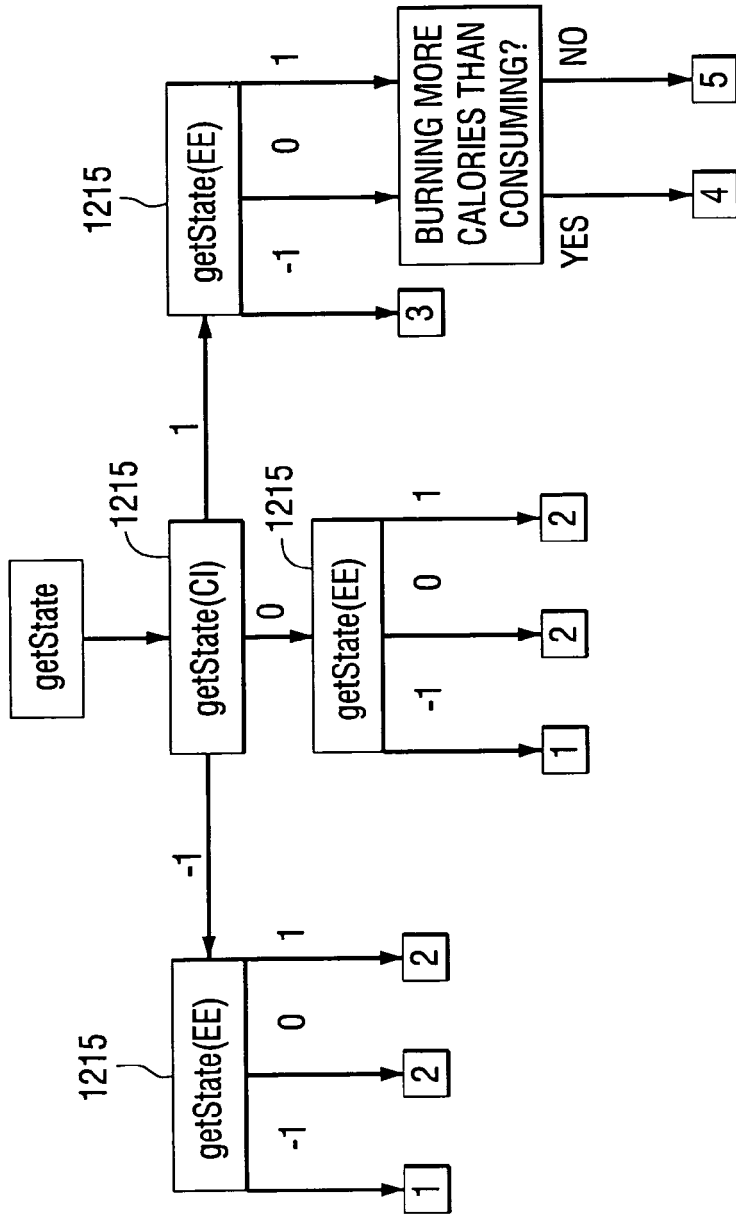 getState
1215
getState(CI)
-1
0
1
1215
getState(EE)
-1
0
1
1
2
2
1215
getState(EE)
-1
0
1
1
2
2
1215
getState(EE)
-1
0
1
3
BURNING MORE
CALORIES THAN
CONSUMING?
YES
NO
4
5